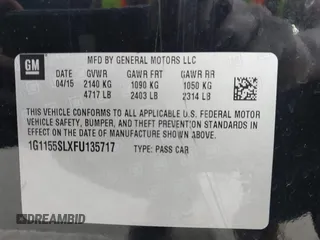 GM
MFD BY GENERAL MOTORS LLC
DATE GVWR GAWR FRT GAWR RR
04/15 2140 KG 1090 KG 1050 KG
4717 LB 2403 LB 2314 LB
THIS VEHICLE CONFORMS TO ALL APPLICABLE U.S. FEDERAL MOTOR
VEHICLE SAFETY, BUMPER, AND THEFT PREVENTION STANDARDS IN
EFFECT ON THE DATE OF MANUFACTURE SHOWN ABOVE.
1G1155SLXFU135717 TYPE: PASS CAR
DREAMBID